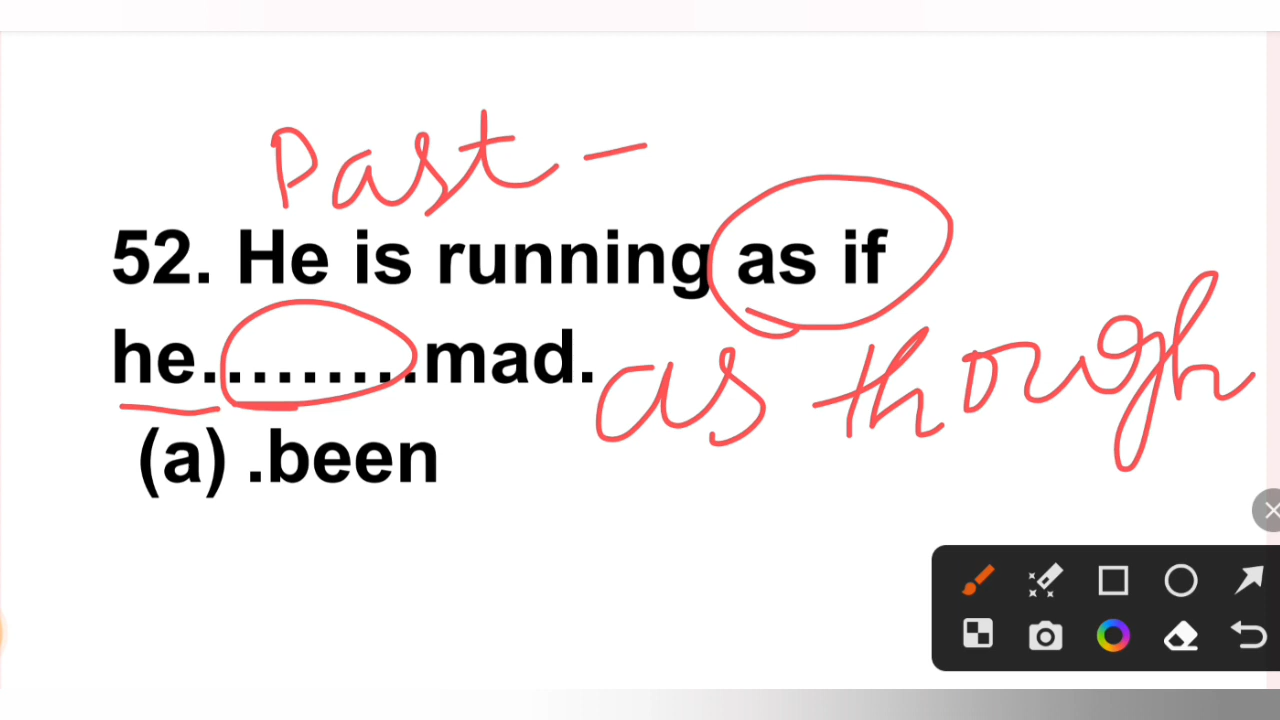 Past –
52. He is running as if
he.........mad.
as though
(a) .been